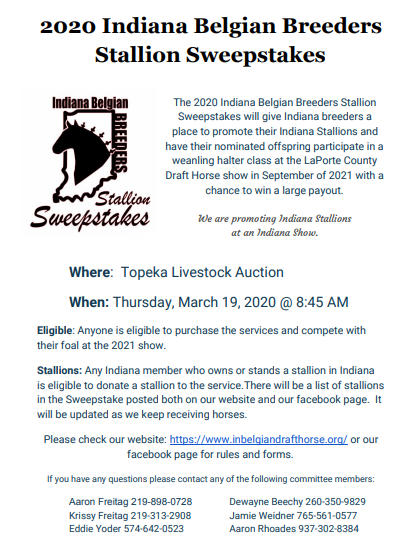 2020 Indiana Belgian Breeders
Stallion Sweepstakes
Indiana Belgian
BREEDERS
Stallion
Sweepstakes
The 2020 Indiana Belgian Breeders Stallion
Sweepstakes will give Indiana breeders a
place to promote their Indiana Stallions and
have their nominated offspring participate in a
weanling halter class at the LaPorte County
Draft Horse show in September of 2021 with a
chance to win a large payout.
We are promoting Indiana Stallions
at an Indiana Show.
Where: Topeka Livestock Auction
When: Thursday, March 19, 2020 @ 8:45 AM
Eligible: Anyone is eligible to purchase the services and compete with
their foal at the 2021 show.
Stallions: Any Indiana member who owns or stands a stallion in Indiana
is eligible to donate a stallion to the service.There will be a list of stallions
in the Sweepstake posted both on our website and our facebook page. It
will be updated as we keep receiving horses.
Please check our website: https://www.inbelgiandrafthorse.org/ or our
facebook page for rules and forms.
If you have any questions please contact any of the following committee members:
Aaron Freitag 219-898-0728
Krissy Freitag 219-313-2908
Eddie Yoder 574-642-0523
Dewayne Beechy 260-350-9829
Jamie Weidner 765-561-0577
Aaron Rhoades 937-302-8384